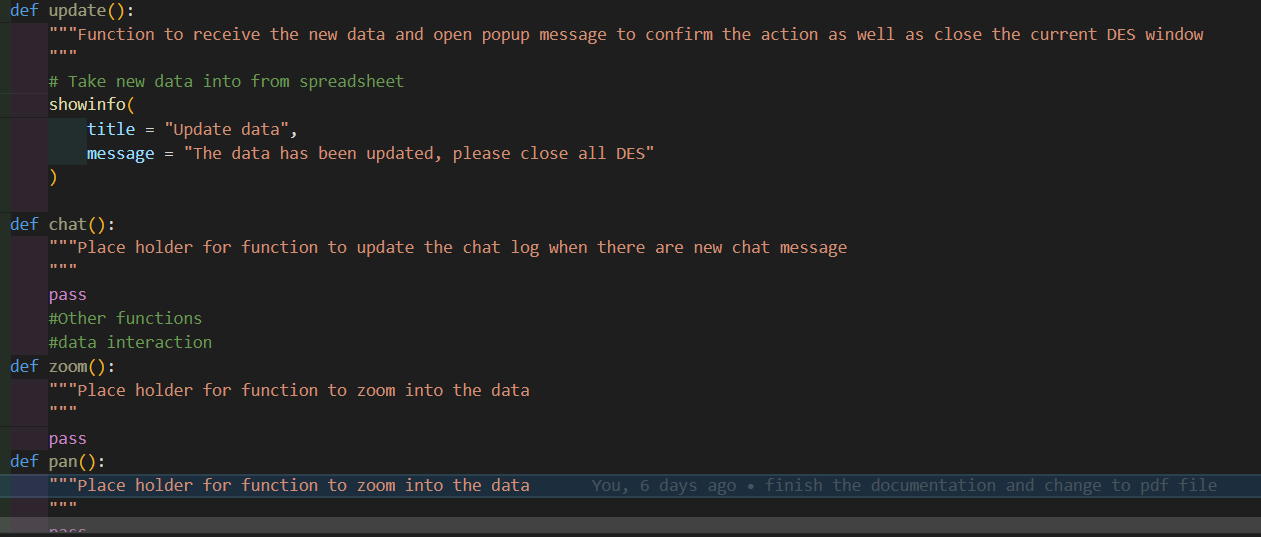 def update():
    """Function to receive the new data and open popup message to confirm the action as well as close the current DES window
    """
    # Take new data into from spreadsheet
    showinfo(
        title = "Update data",
        message = "The data has been updated, please close all DES"
    )
def chat():
    """Place holder for function to update the chat log when there are new chat message
    """
    pass
    #Other functions
    #data interaction
def zoom():
    """Place holder for function to zoom into the data
    """
    pass
def pan():
    """Place holder for function to zoom into the data You, 6 days ago • finish the documentation and change to pdf file
    """
    pass